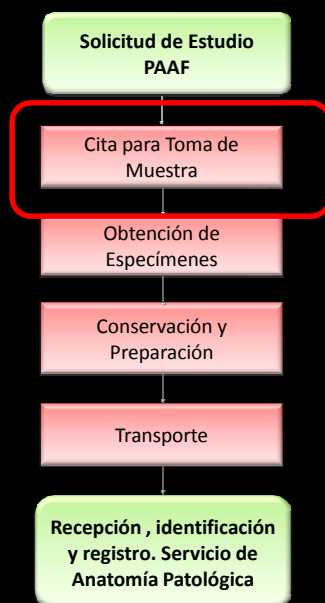 Solicitud de Estudio
PAAF
Cita para Toma de
Muestra
Obtención de
Especímenes
Conservación y
Preparación
Transporte
Recepción , identificación
y registro. Servicio de
Anatomía Patológica